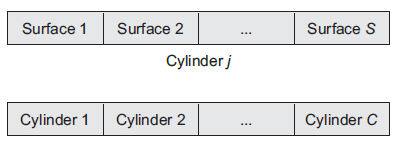 Surface 1 Surface 2 ... Surface S
Cylinder j
Cylinder 1 Cylinder 2 ... Cylinder C